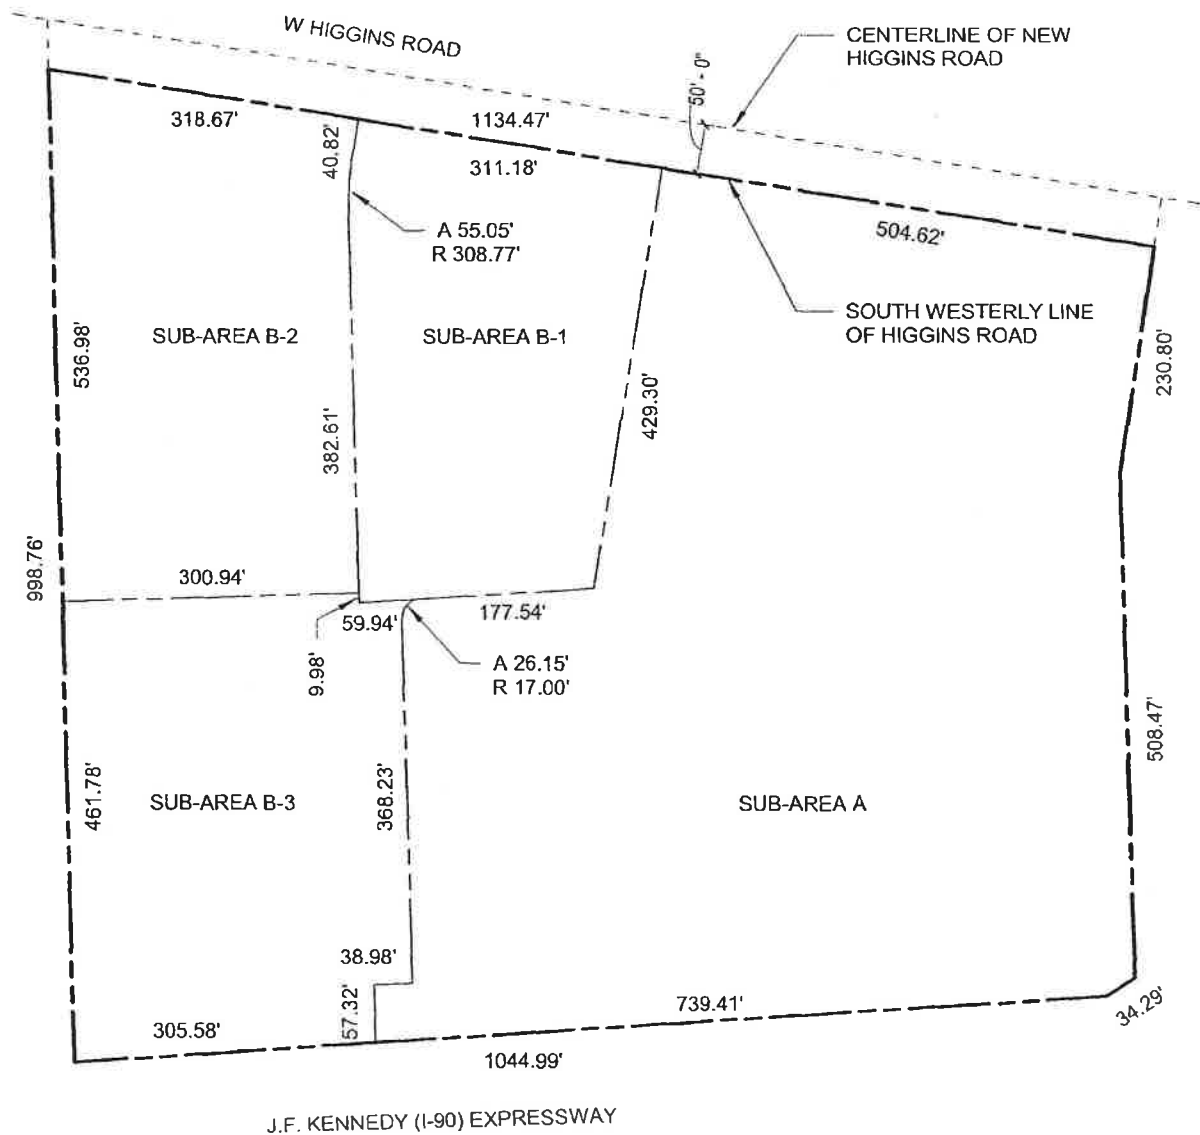 W HIGGINS ROAD
CENTERLINE OF NEW
HIGGINS ROAD
50' - 0"
318.67'
40.82'
1134.47'
311.18'
504.62'
A 55.05'
R 308.77'
SOUTH WESTERLY LINE
OF HIGGINS ROAD
SUB-AREA B-2
SUB-AREA B-1
536.98'
230.80'
429.30'
382.61'
998.76'
300.94'
59.94'
177.54'
9.98'
A 26.15'
R 17.00'
508.47'
461.78'
SUB-AREA B-3
368.23'
SUB-AREA A
38.98'
57.32'
305.58'
739.41'
34.29'
1044.99'
J.F. KENNEDY (I-90) EXPRESSWAY